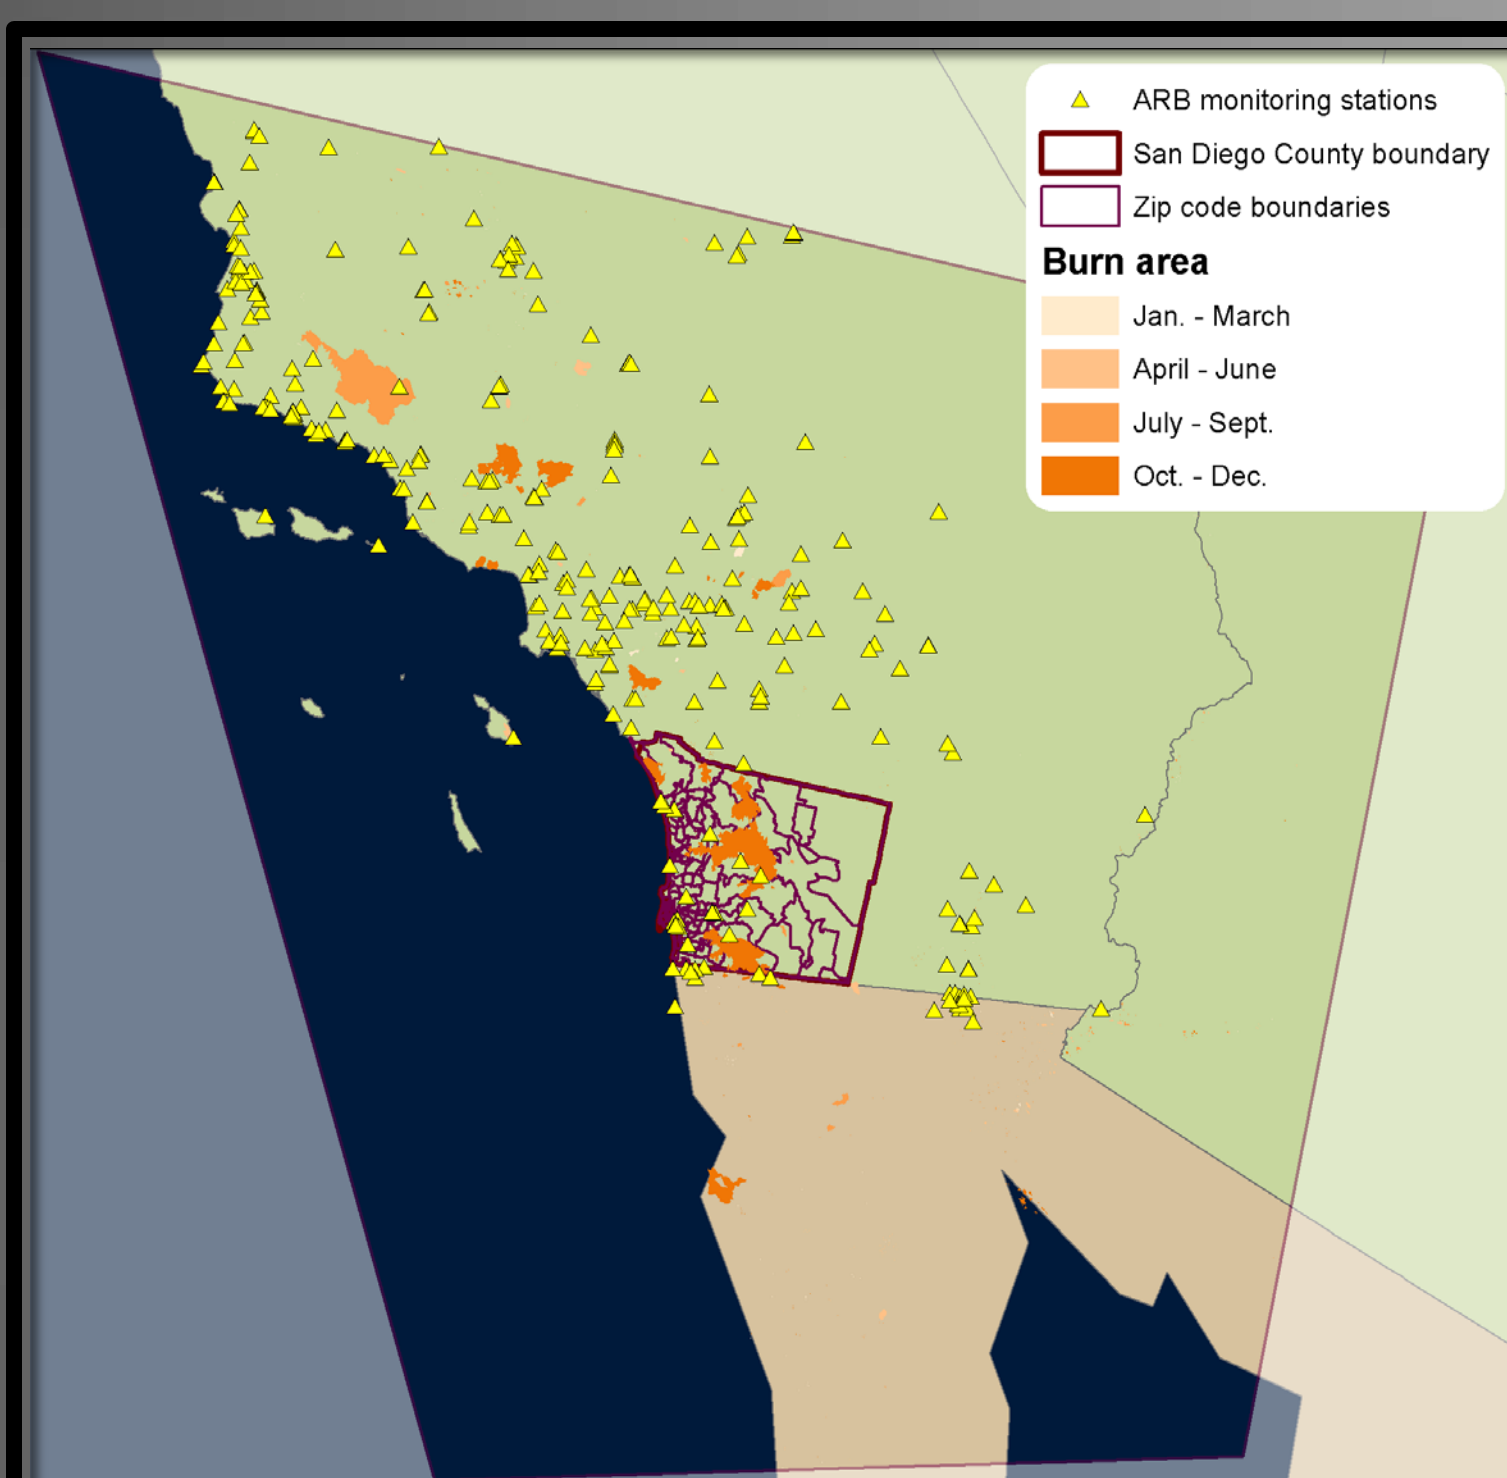 ARB monitoring stations
San Diego County boundary
Zip code boundaries
Burn area
Jan. - March
April - June
July - Sept.
Oct. - Dec.